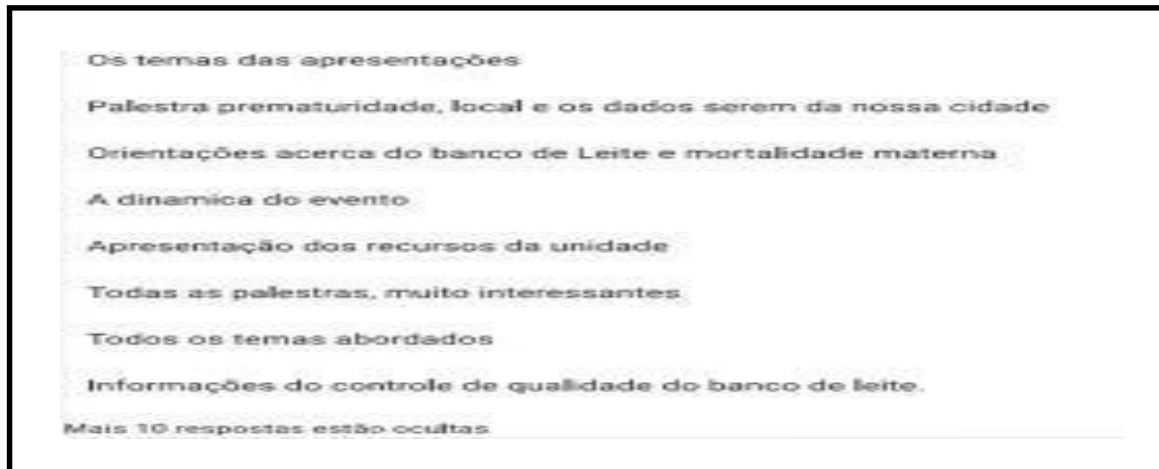 Os temas das apresentações
Palestra prematuridade, local e os dados serem da nossa cidade
Orientações acerca do banco de Leite e mortalidade materna
A dinamica do evento
Apresentação dos recursos da unidade
Todas as palestras, muito interessantes
Todos os temas abordados
Informações do controle de qualidade do banco de leite.
Mais 10 respostas estão ocultas